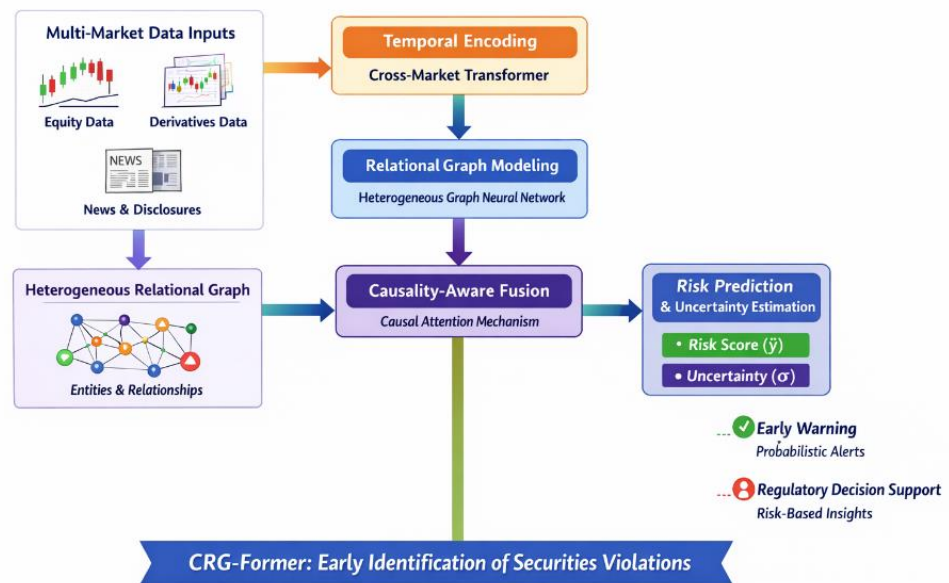 Multi-Market Data Inputs
Equity Data
Derivatives Data
NEWS
News & Disclosures
Temporal Encoding
Cross-Market Transformer
Relational Graph Modeling
Heterogeneous Graph Neural Network
Heterogeneous Relational Graph
Entities & Relationships
Causality-Aware Fusion
Causal Attention Mechanism
Risk Prediction
& Uncertainty Estimation
• Risk Score (ÿ)
• Uncertainty (σ)
Early Warning
Probabilistic Alerts
Regulatory Decision Support
Risk-Based Insights
CRG-Former: Early Identification of Securities Violations